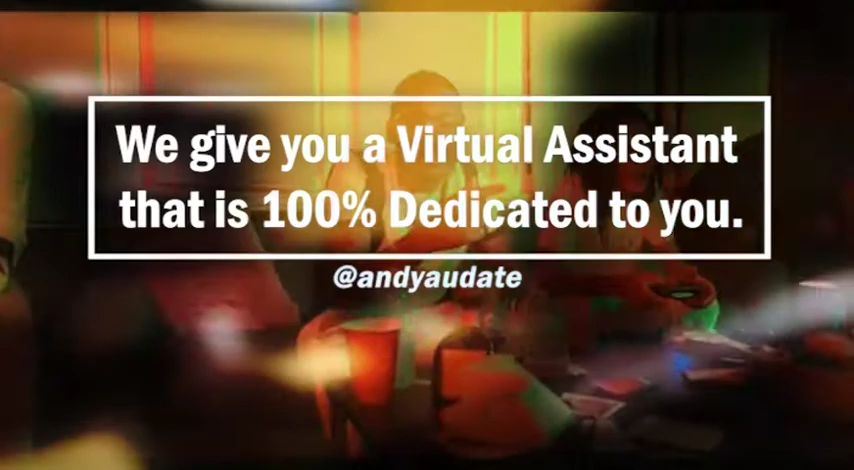 We give you a Virtual Assistant
that is 100% Dedicated to you.
@andyaudate